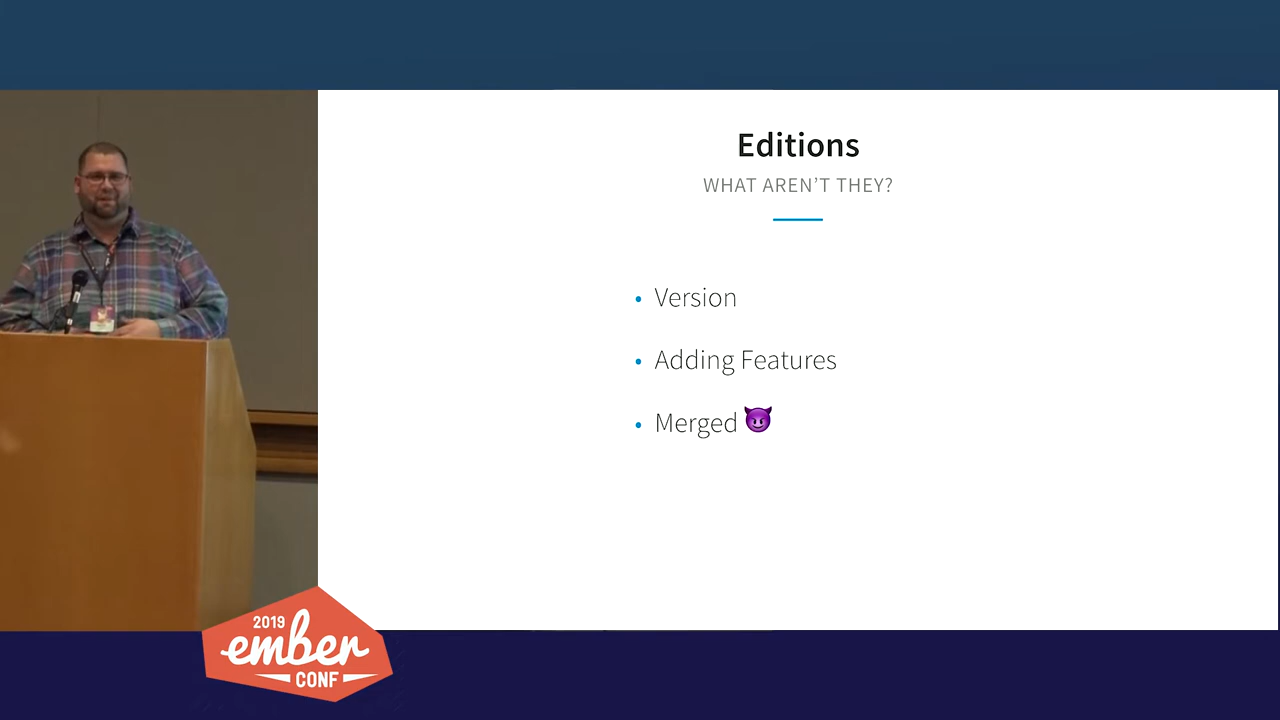 Editions
WHAT AREN’T THEY?
• Version
• Adding Features
• Merged 😈
2019
ember
CONF